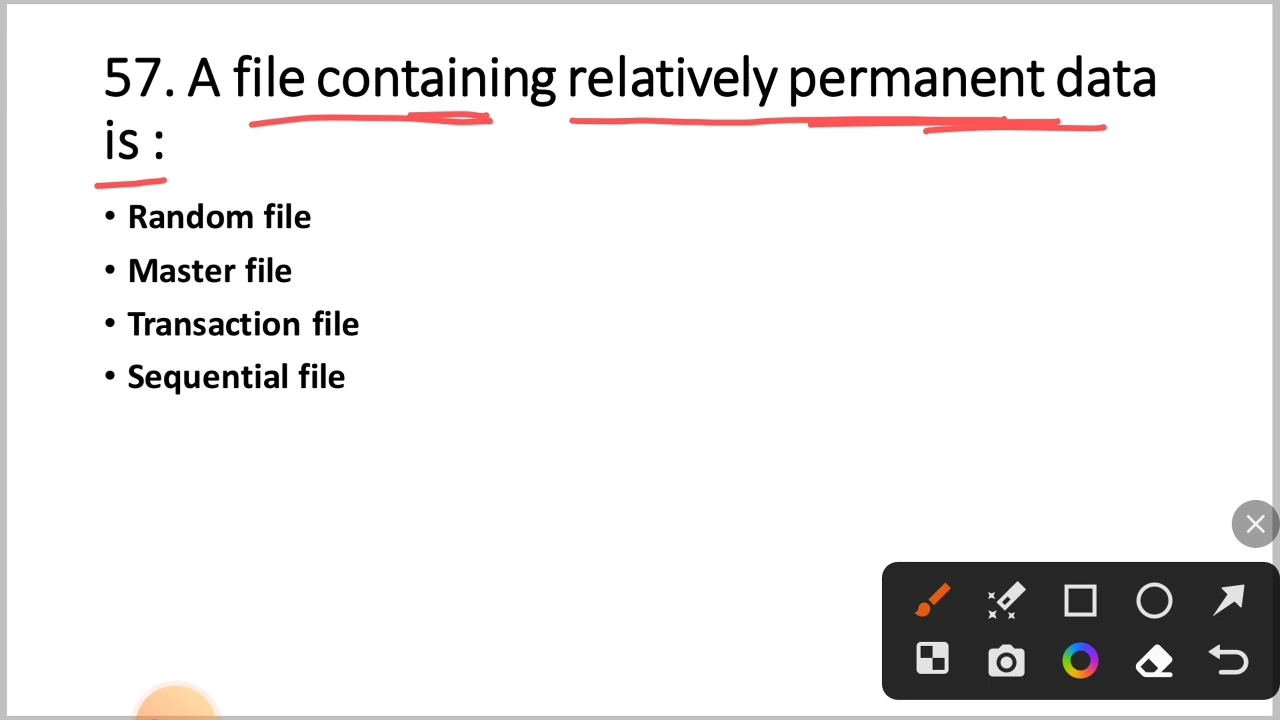 57. A file containing relatively permanent data
is :
• Random file
• Master file
• Transaction file
• Sequential file